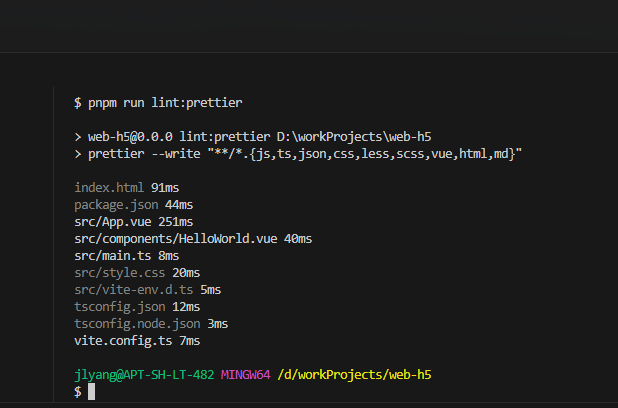 $ pnpm run lint:prettier
> web-h5@0.0.0 lint:prettier D:\workProjects\web-h5
> prettier --write "**/*.{js,ts,json,css,less,scss,vue,html,md}"
index.html 91ms
package.json 44ms
src/App.vue 251ms
src/components/HelloWorld.vue 40ms
src/main.ts 8ms
src/style.css 20ms
src/vite-env.d.ts 5ms
tsconfig.json 12ms
tsconfig.node.json 3ms
vite.config.ts 7ms
jlyang@APT-SH-LT-482 MINGW64 /d/workProjects/web-h5
$